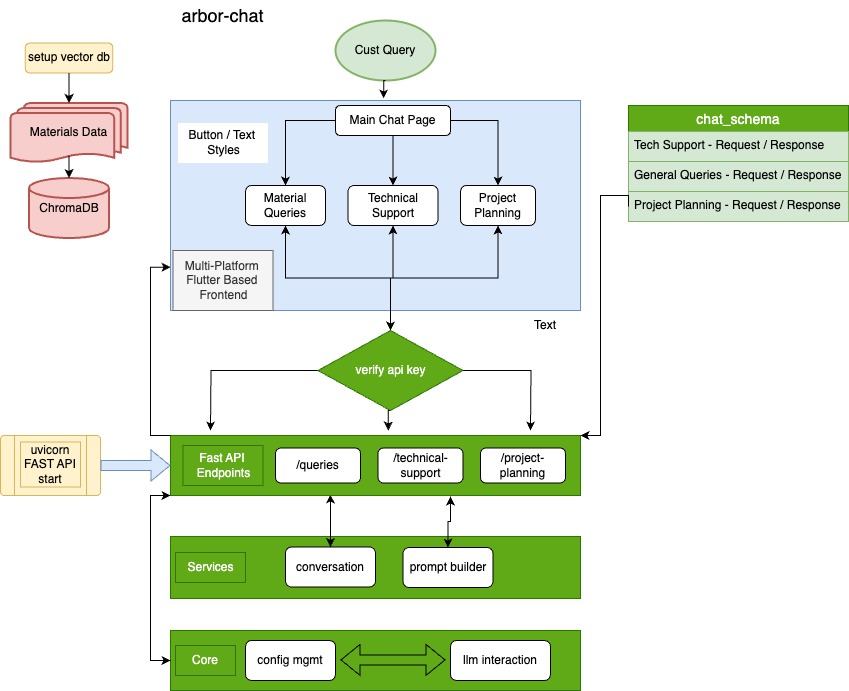 arbor-chat
setup vector db
Materials Data
ChromaDB
Cust Query
Main Chat Page
Button / Text
Styles
Material
Queries
Technical
Support
Project
Planning
Multi-Platform
Flutter Based
Frontend
Text
chat_schema
Tech Support - Request / Response
General Queries - Request / Response
Project Planning - Request / Response
verify api key
uvicorn
FAST API
start
Fast API
Endpoints
/queries
/technical-
support
/project-
planning
Services
conversation
prompt builder
Core
config mgmt
llm interaction